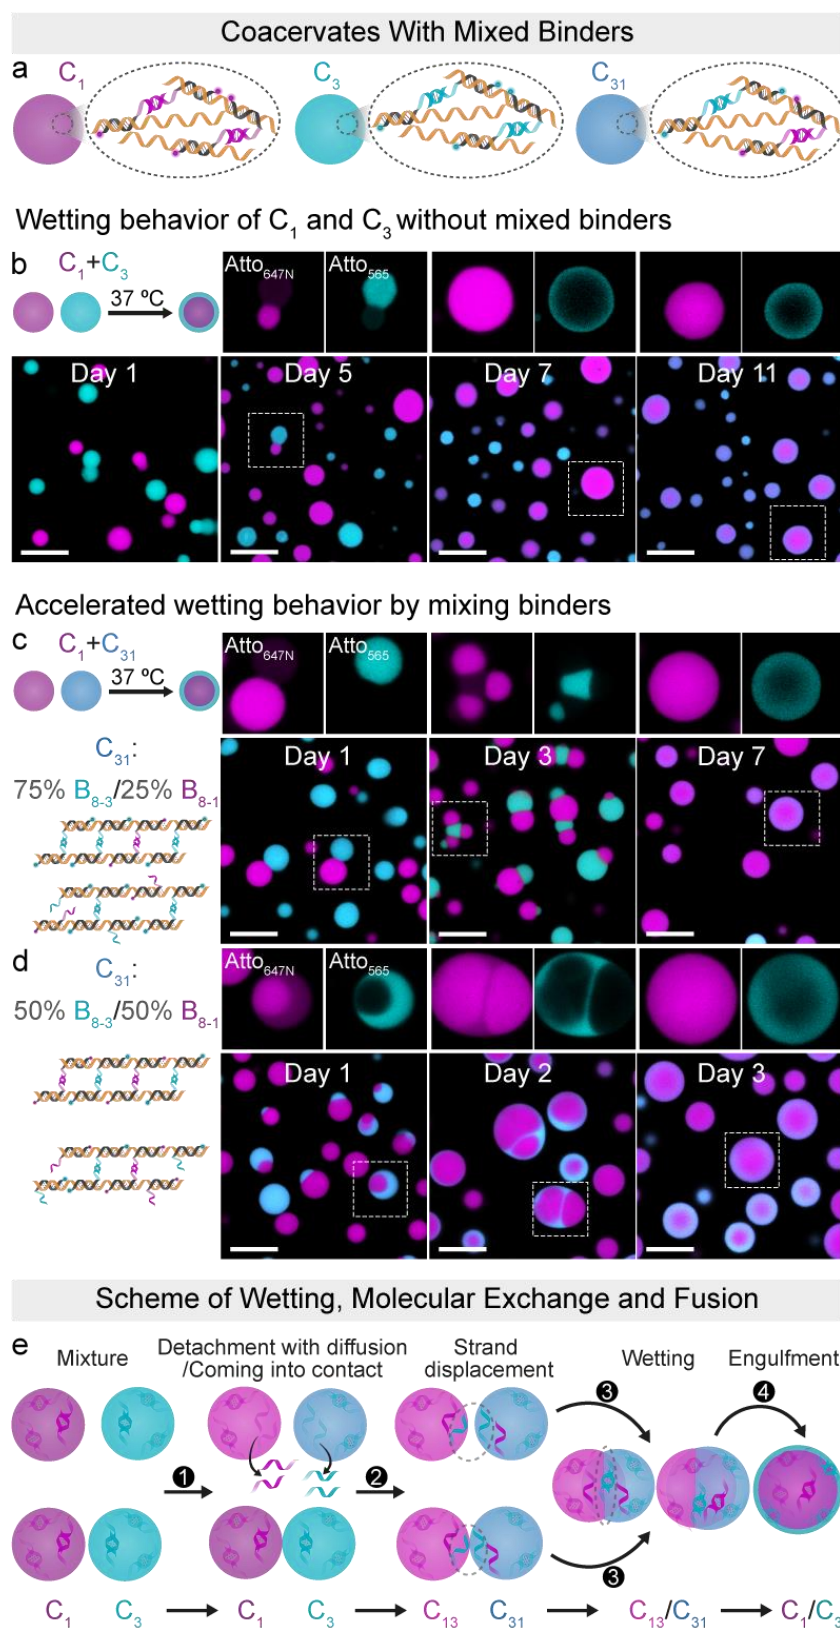 Coacervates With Mixed Binders
a
C1
C3
C31
Wetting behavior of C1 and C3 without mixed binders
b
C1+C3
37 ºC
Atto647N
Atto565
Day 1
Day 5
Day 7
Day 11
Accelerated wetting behavior by mixing binders
c
C1+C31
37 ºC
Atto647N
Atto565
C31:
75% B8-3/25% B8-1
Day 1
Day 3
Day 7
d
C31:
50% B8-3/50% B8-1
Atto647N
Atto565
Day 1
Day 2
Day 3
Scheme of Wetting, Molecular Exchange and Fusion
e
Mixture
Detachment with diffusion
/Coming into contact
Strand
displacement
Wetting
Engulfment
1
2
3
4
3
C1 C3 C1 C3 C13 C31 C13/C31 C1/C3